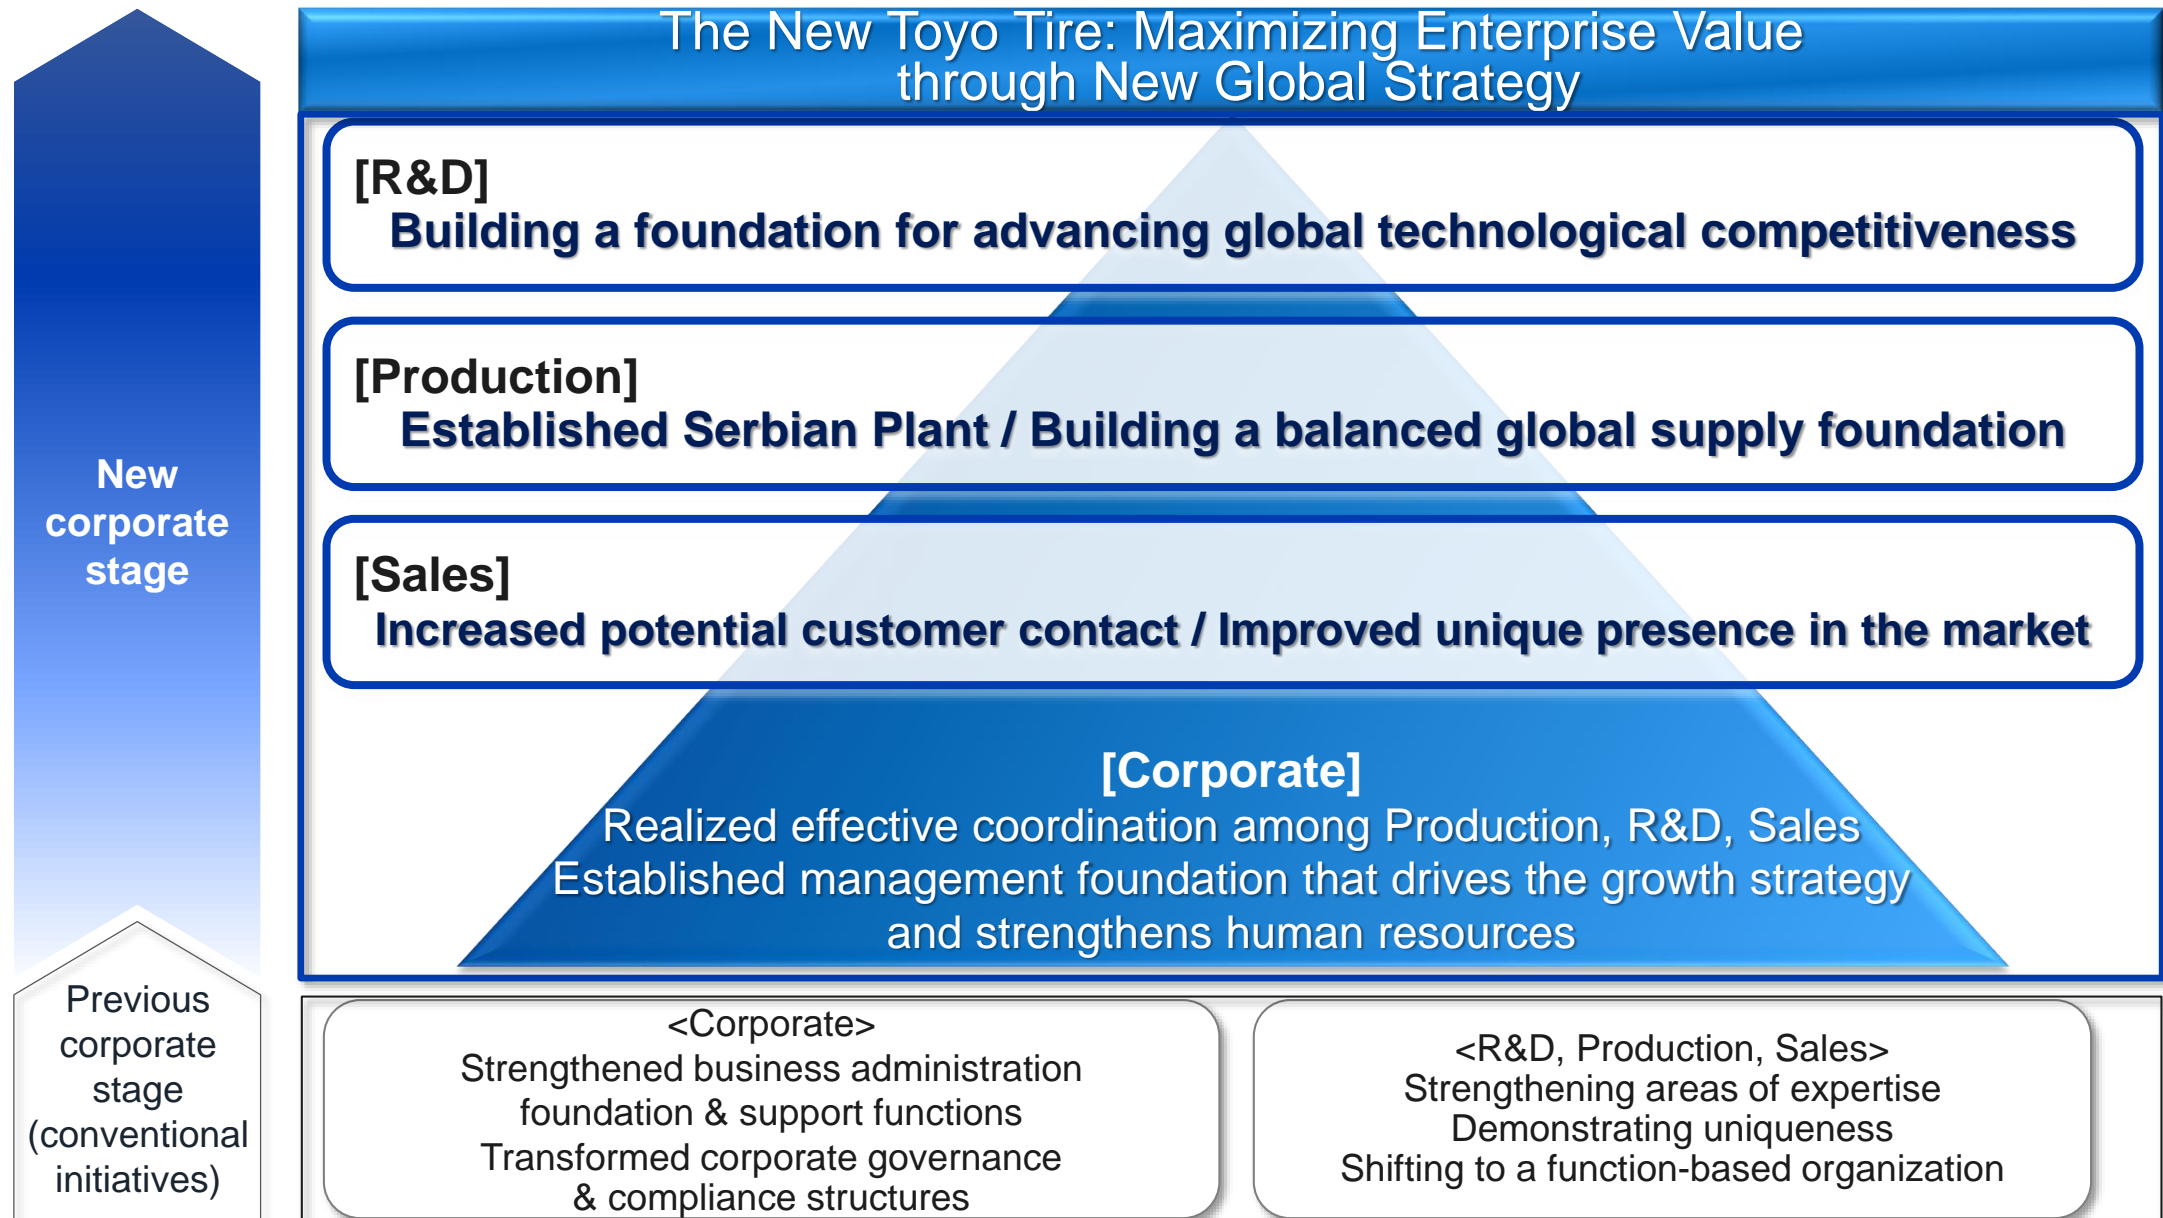 The New Toyo Tire: Maximizing Enterprise Value
through New Global Strategy
[R&D]
Building a foundation for advancing global technological competitiveness
[Production]
Established Serbian Plant / Building a balanced global supply foundation
[Sales]
Increased potential customer contact / Improved unique presence in the market
[Corporate]
Realized effective coordination among Production, R&D, Sales
Established management foundation that drives the growth strategy
and strengthens human resources
New
corporate
stage
Previous
corporate
stage
(conventional
initiatives)
<Corporate>
Strengthened business administration
foundation & support functions
Transformed corporate governance
& compliance structures
<R&D, Production, Sales>
Strengthening areas of expertise
Demonstrating uniqueness
Shifting to a function-based organization